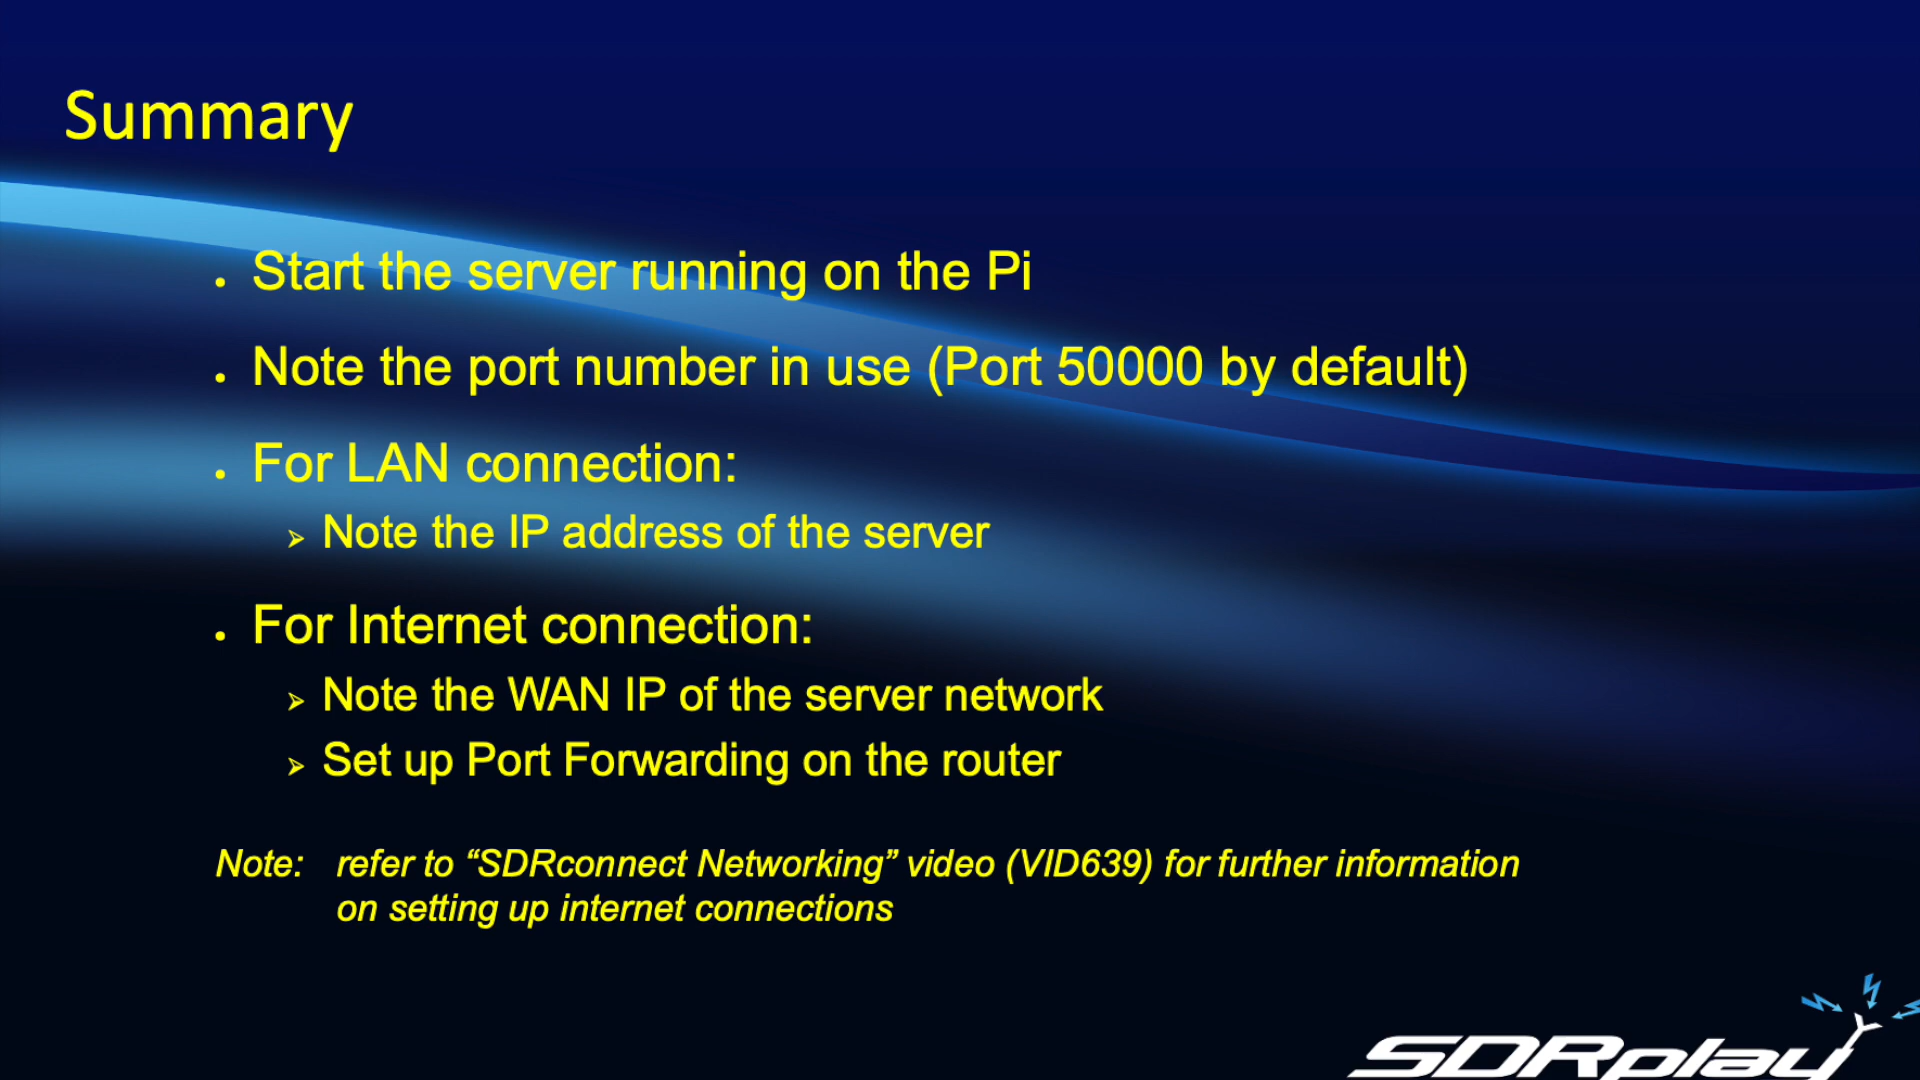 Summary
• Start the server running on the Pi
• Note the port number in use (Port 50000 by default)
• For LAN connection:
➢ Note the IP address of the server
• For Internet connection:
➢ Note the WAN IP of the server network
➢ Set up Port Forwarding on the router
Note: refer to “SDRconnect Networking” video (VID639) for further information
on setting up internet connections
SDRplay